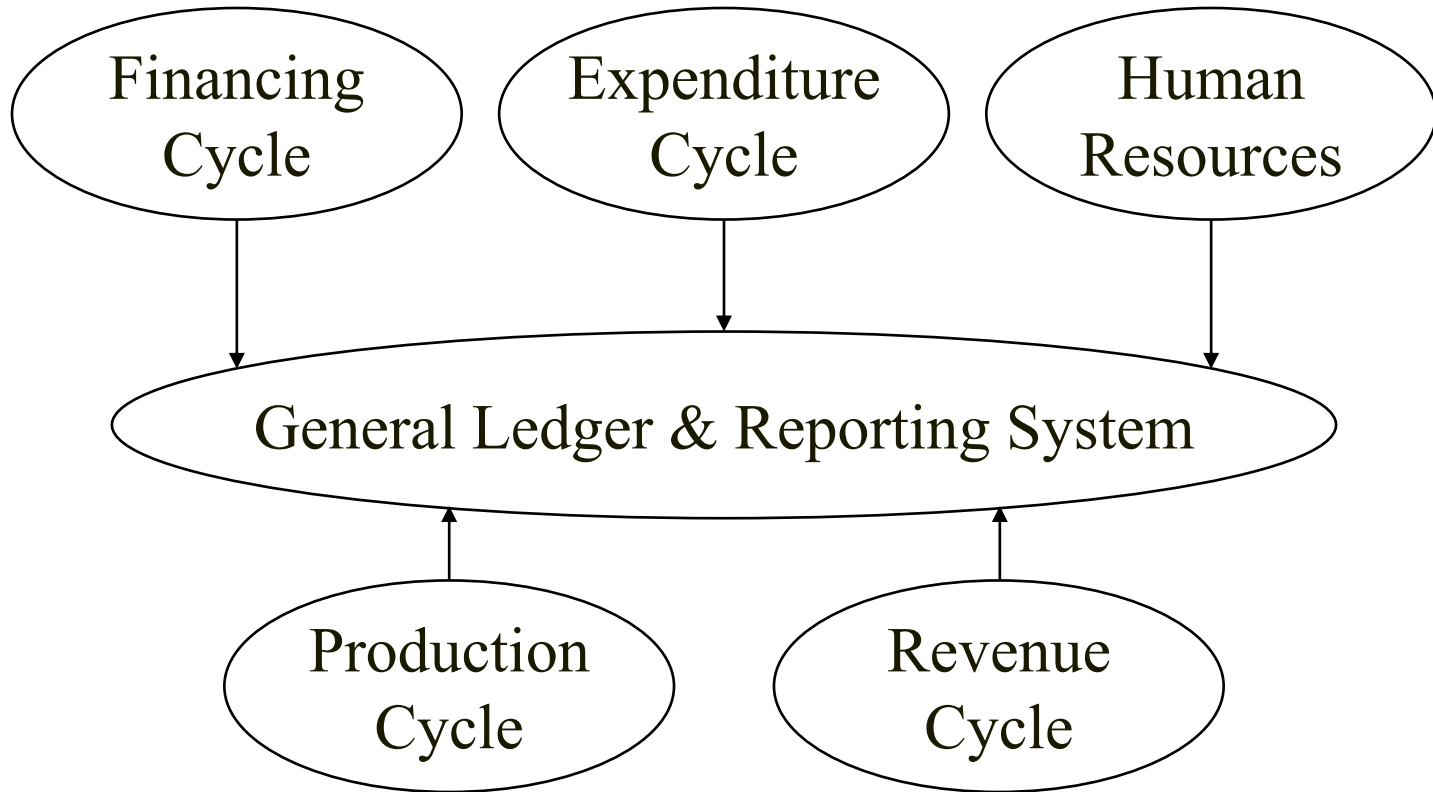 Financing
Cycle
Expenditure
Cycle
Human
Resources
General Ledger & Reporting System
Production
Cycle
Revenue
Cycle